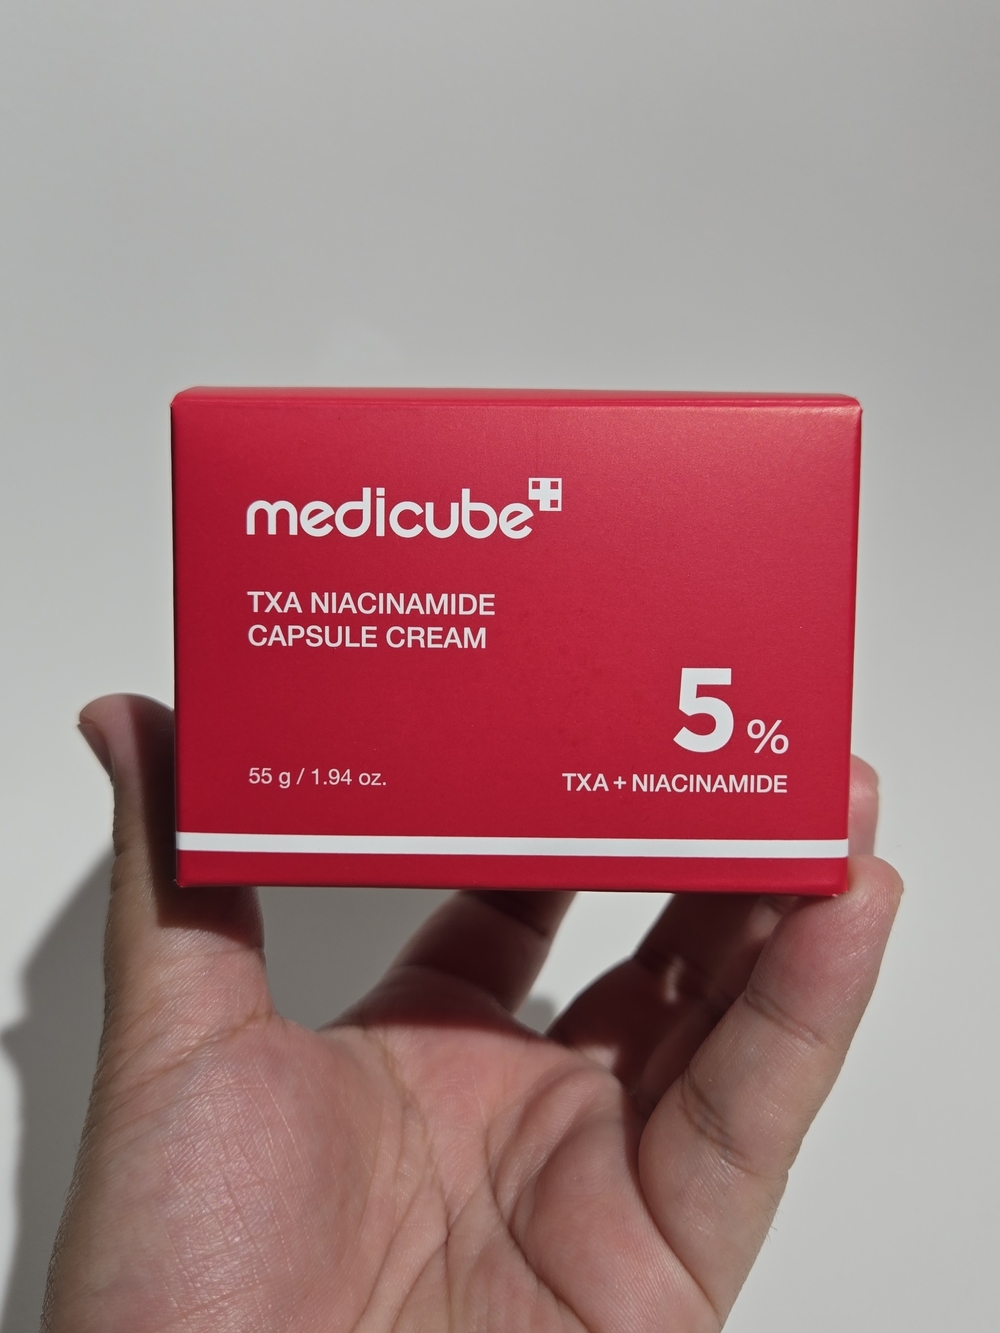 medicube
TXA NIACINAMIDE
CAPSULE CREAM
5 %
55 g / 1.94 oz.
TXA + NIACINAMIDE